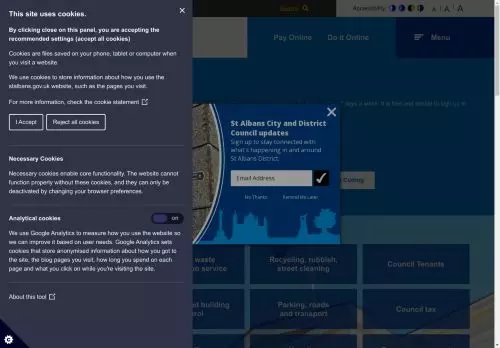 This site uses cookies.
By clicking close on this panel, you are accepting the
recommended settings (accept all cookies)
Cookies are files saved on your phone, tablet or computer when
you visit a website.
We use cookies to store information about how you use the
stalbans.gov.uk website, such as the pages you visit.
For more information, check the cookie statement
I Accept
Reject all cookies
Necessary Cookies
Necessary cookies enable core functionality. The website cannot
function properly without these cookies, and they can only be
deactivated by changing your browser preferences.
Analytical cookies
Off
We use Google Analytics to measure how you use the website so
we can improve it based on user needs. Google Analytics sets
cookies that store anonymised information about how you got to
the site, the blog pages you visit, how long you spend on each
page and what you click on while you're visiting the site.
About this tool
Search
Accessibility
A A A
Pay Online
Do it Online
Menu
7 days a week. It is free and
St Albans City and District
Council updates
Sign up to stay connected with
what's happening in and around
St Albans District.
Email Address
No Thanks
Remind Me Later
waste
service
Recycling, rubbish,
street cleaning
Council Tenants
building
Parking, roads
and transport
Council tax